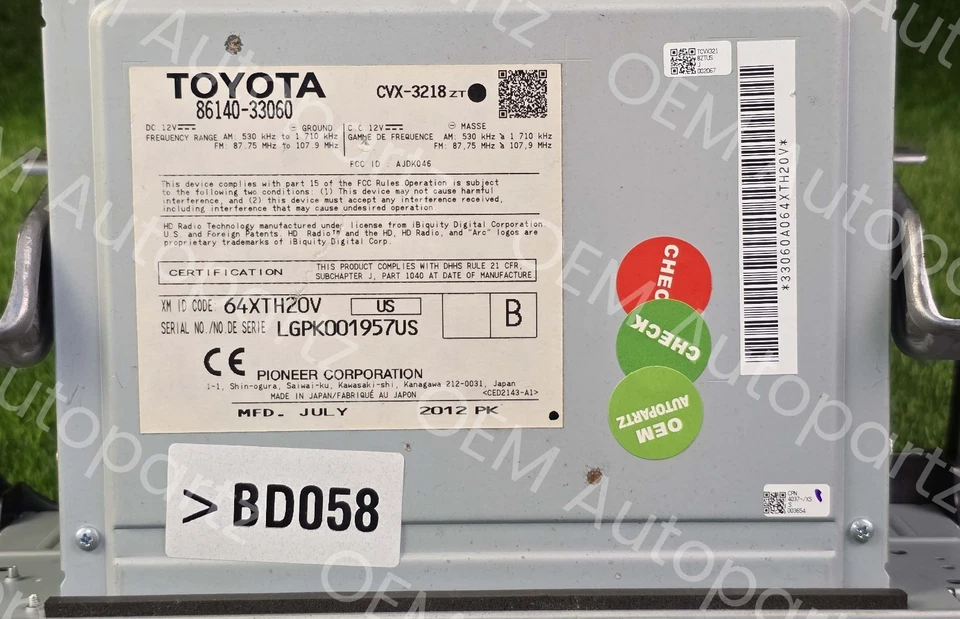 TOYOTA
86140-33060
CVX-3218 ZT
DC 12V ⊖ GROUND
FREQUENCY RANGE AM: 530 kHz to 1 710 kHz
FM: 87.75 MHz to 107.9 MHz
C.C 12V ⊖ MASSE
GAMME DE FREQUENCE AM: 530 kHz à 1 710 kHz
FM: 87,75 MHz à 107,9 MHz
FCC ID : AJDK046
This device complies with part 15 of the FCC Rules Operation is subject
to the following two conditions: (1) This device may not cause harmful
interference, and (2) this device must accept any interference received,
including interference that may cause undesired operation
HD Radio Technology manufactured under license from iBiquity Digital Corporation
U.S. and Foreign Patents. HD Radio™ and the HD, HD Radio, and "Arc" logos are
proprietary trademarks of iBiquity Digital Corp.
CERTIFICATION
THIS PRODUCT COMPLIES WITH DHHS RULE 21 CFR,
SUBCHAPTER J, PART 1040 AT DATE OF MANUFACTURE
XM ID CODE: 64XTH20V US
SERIAL NO./NO.DE SERIE LGPK001957US
B
CE
PIONEER CORPORATION
1-1, Shin-ogura, Saiwai-ku, Kawasaki-shi, Kanagawa 212-0031, Japan
MADE IN JAPAN/FABRIQUÉ AU JAPON <CED2143-A1>
MFD. JULY 2012 PK
>BD058
TCVX321
8ZTUS
J
002067
*33060A064XTH20V*
CHECK
CHECK
OEM
AUTOPARTZ
CPN
4037-/XS
S
003654
OEM Autopartz